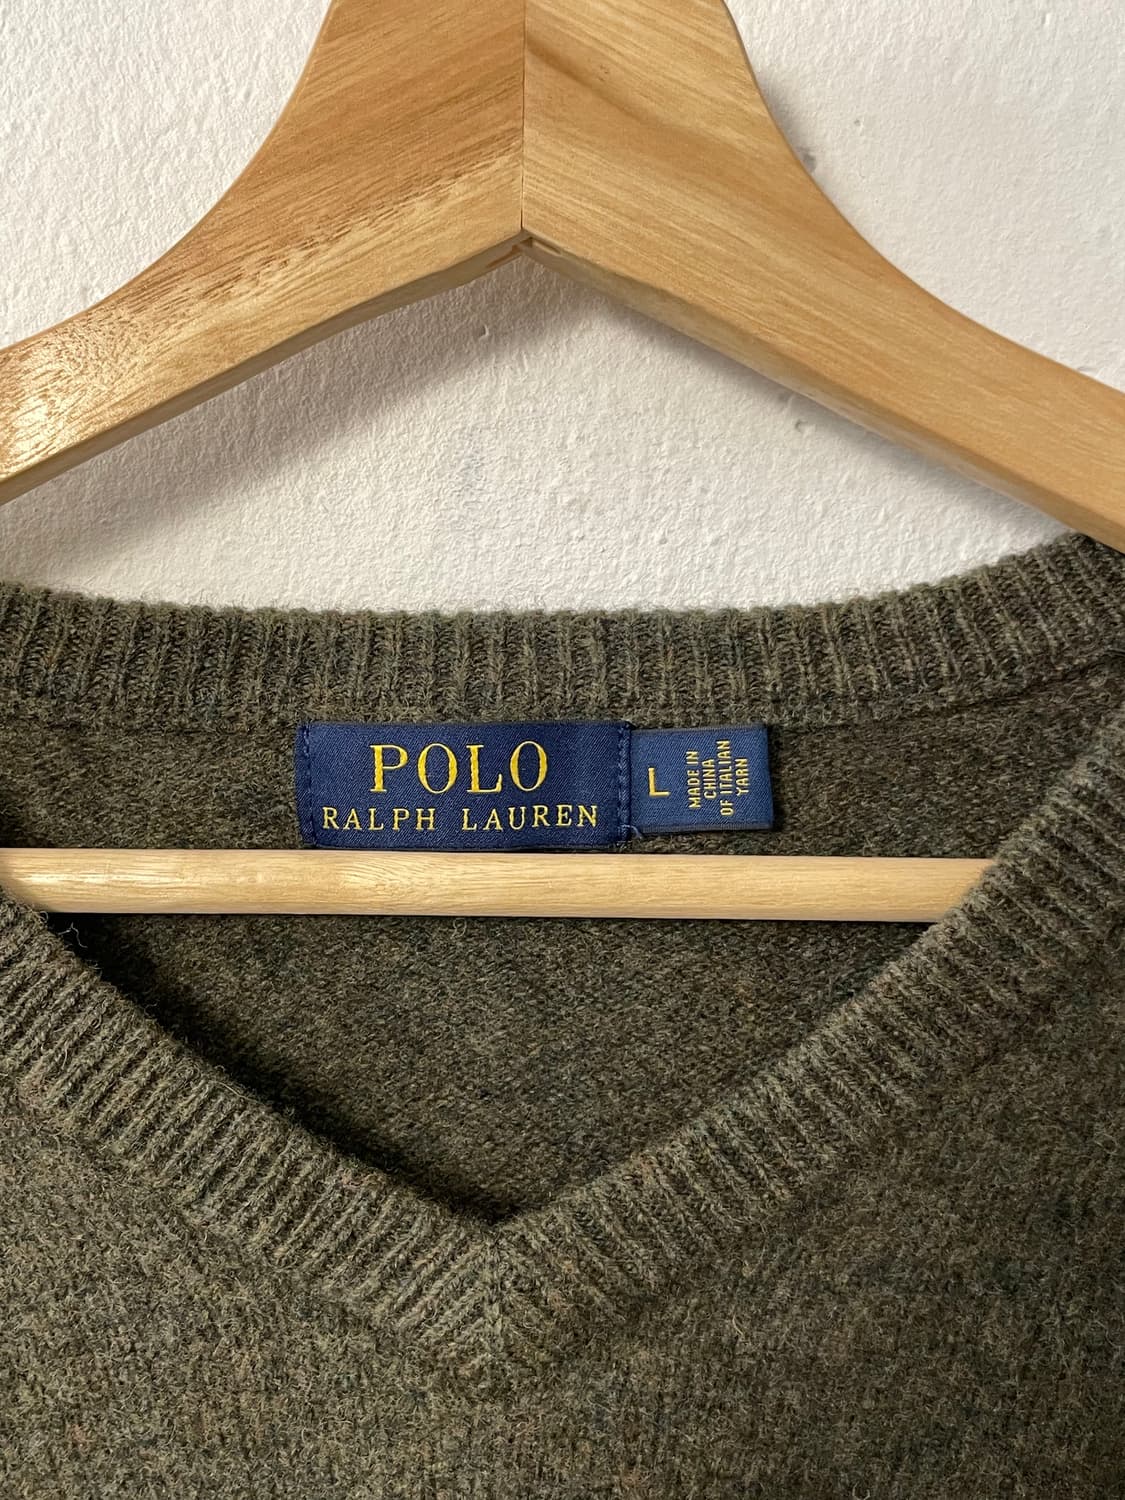 POLO
RALPH LAUREN
L
MADE IN
CHINA
OF ITALIAN
YARN